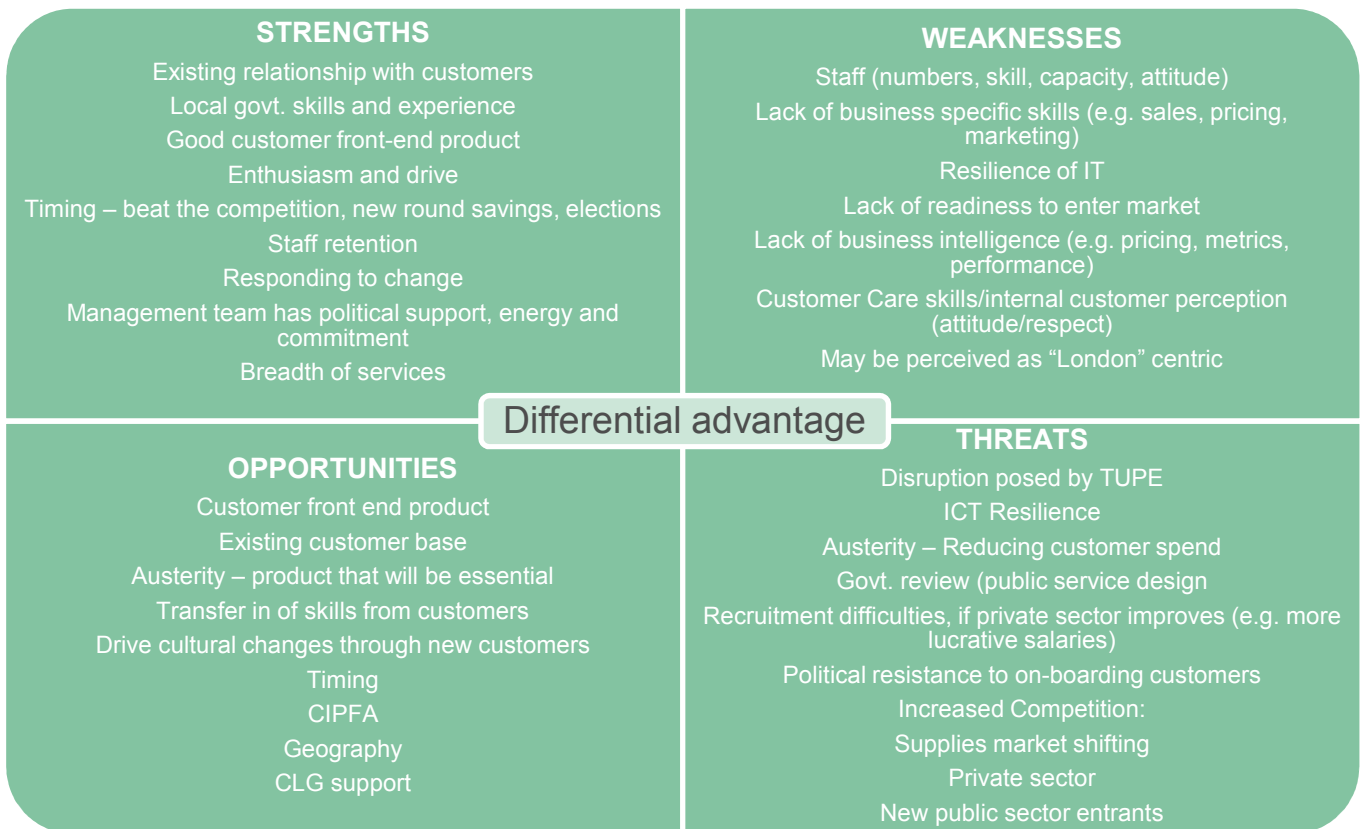 STRENGTHS
Existing relationship with customers
Local govt. skills and experience
Good customer front-end product
Enthusiasm and drive
Timing – beat the competition, new round savings, elections
Staff retention
Responding to change
Management team has political support, energy and
commitment
Breadth of services
WEAKNESSES
Staff (numbers, skill, capacity, attitude)
Lack of business specific skills (e.g. sales, pricing,
marketing)
Resilience of IT
Lack of readiness to enter market
Lack of business intelligence (e.g. pricing, metrics,
performance)
Customer Care skills/internal customer perception
(attitude/respect)
May be perceived as “London” centric
Differential advantage
OPPORTUNITIES
Customer front end product
Existing customer base
Austerity – product that will be essential
Transfer in of skills from customers
Drive cultural changes through new customers
Timing
CIPFA
Geography
CLG support
THREATS
Disruption posed by TUPE
ICT Resilience
Austerity – Reducing customer spend
Govt. review (public service design
Recruitment difficulties, if private sector improves (e.g. more
lucrative salaries)
Political resistance to on-boarding customers
Increased Competition:
Supplies market shifting
Private sector
New public sector entrants